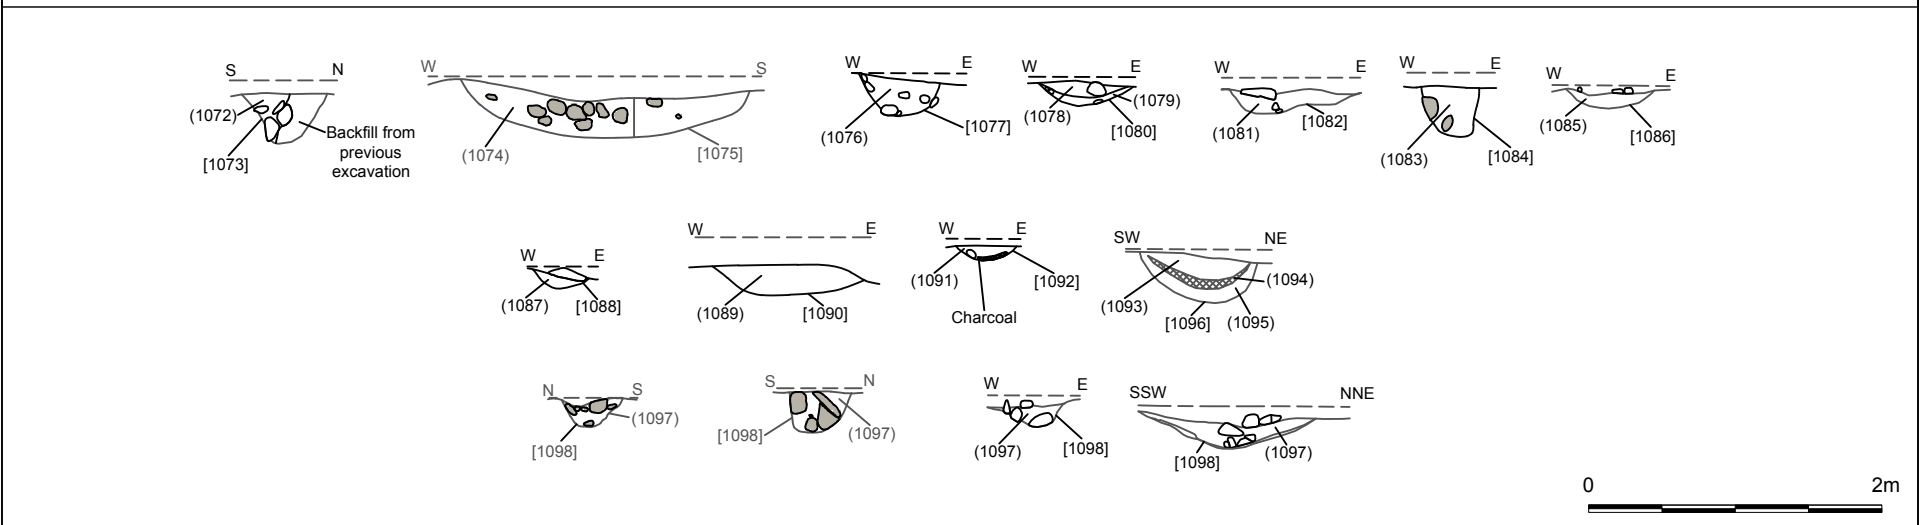 S N
(1072)
[1073]
Backfill from
previous
excavation
W S
(1074)
[1075]
W E
(1076)
[1077]
W E
(1078)
(1079)
[1080]
W E
(1081)
[1082]
W E
(1083)
[1084]
W E
(1085)
[1086]
W E
(1087)
[1088]
W E
(1089)
[1090]
W E
(1091)
[1092]
Charcoal
SW NE
(1093)
(1094)
[1096]
(1095)
N S
(1097)
[1098]
S N
[1098]
(1097)
W E
(1097)
[1098]
SSW NNE
[1098]
(1097)
0 2m